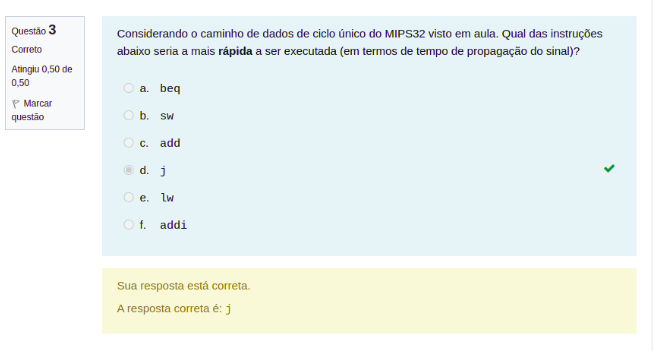 Questão 3
Correto
Atingiu 0,50 de
0,50
Marcar
questão
Considerando o caminho de dados de ciclo único do MIPS32 visto em aula. Qual das instruções
abaixo seria a mais rápida a ser executada (em termos de tempo de propagação do sinal)?
a. beq
b. sw
c. add
d. j
e. lw
f. addi
Sua resposta está correta.
A resposta correta é: j